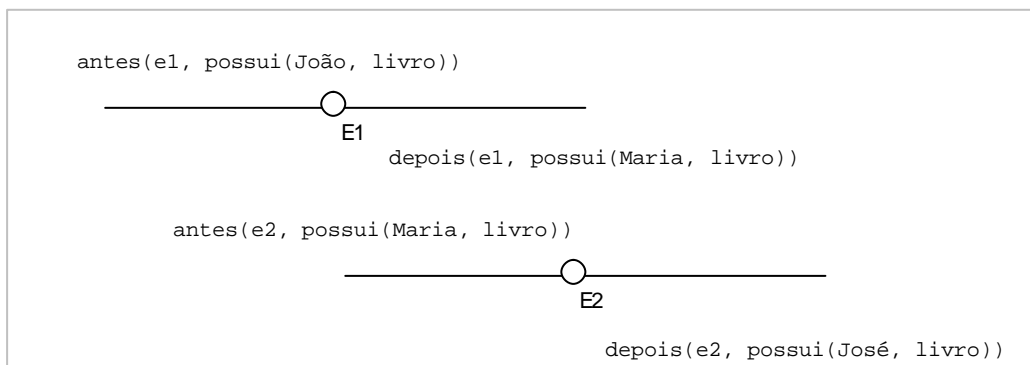 antes(e1, possui(João, livro))
E1
depois(e1, possui(Maria, livro))
antes(e2, possui(Maria, livro))
E2
depois(e2, possui(José, livro))